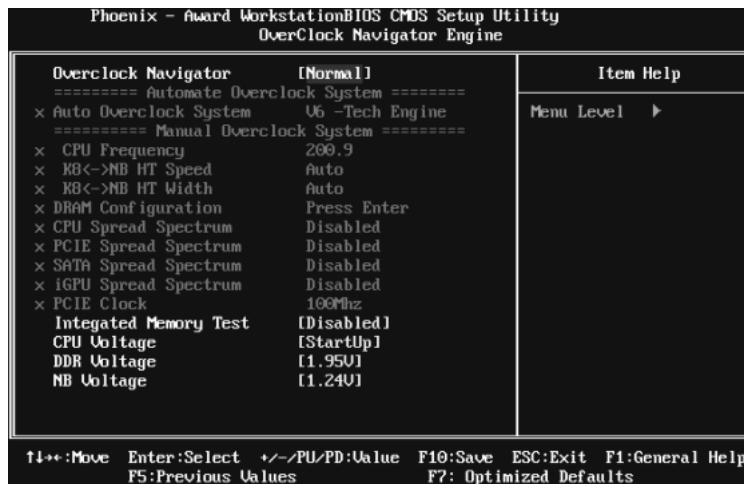 Phoenix - Award WorkstationBIOS CMOS Setup Utility
OverClock Navigator Engine
Overclock Navigator [Normal]
========= Automate Overclock System ========
x Auto Overclock System V6 -Tech Engine
========== Manual Overclock System =========
x CPU Frequency 200.9
x K8<->NB HT Speed Auto
x K8<->NB HT Width Auto
x DRAM Configuration Press Enter
x CPU Spread Spectrum Disabled
x PCIE Spread Spectrum Disabled
x SATA Spread Spectrum Disabled
x iGPU Spread Spectrum Disabled
x PCIE Clock 100Mhz
Integated Memory Test [Disabled]
CPU Voltage [StartUp]
DDR Voltage [1.95V]
NB Voltage [1.24V]
Item Help
Menu Level ▶
↑↓→←:Move Enter:Select +/-/PU/PD:Value F10:Save ESC:Exit F1:General Help
F5:Previous Values F7: Optimized Defaults